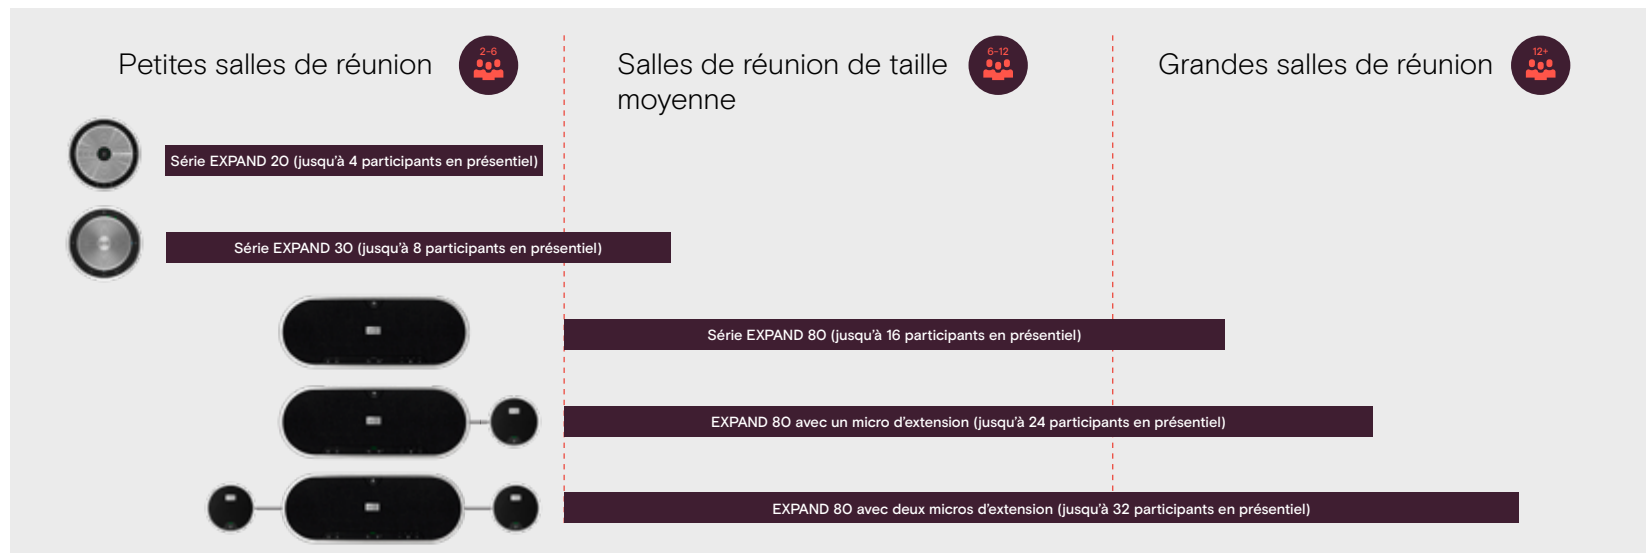 Petites salles de réunion
2-6
Salles de réunion de taille
moyenne
6-12
Grandes salles de réunion
12+
Série EXPAND 20 (jusqu'à 4 participants en présentiel)
Série EXPAND 30 (jusqu'à 8 participants en présentiel)
Série EXPAND 80 (jusqu'à 16 participants en présentiel)
EXPAND 80 avec un micro d'extension (jusqu'à 24 participants en présentiel)
EXPAND 80 avec deux micros d'extension (jusqu'à 32 participants en présentiel)